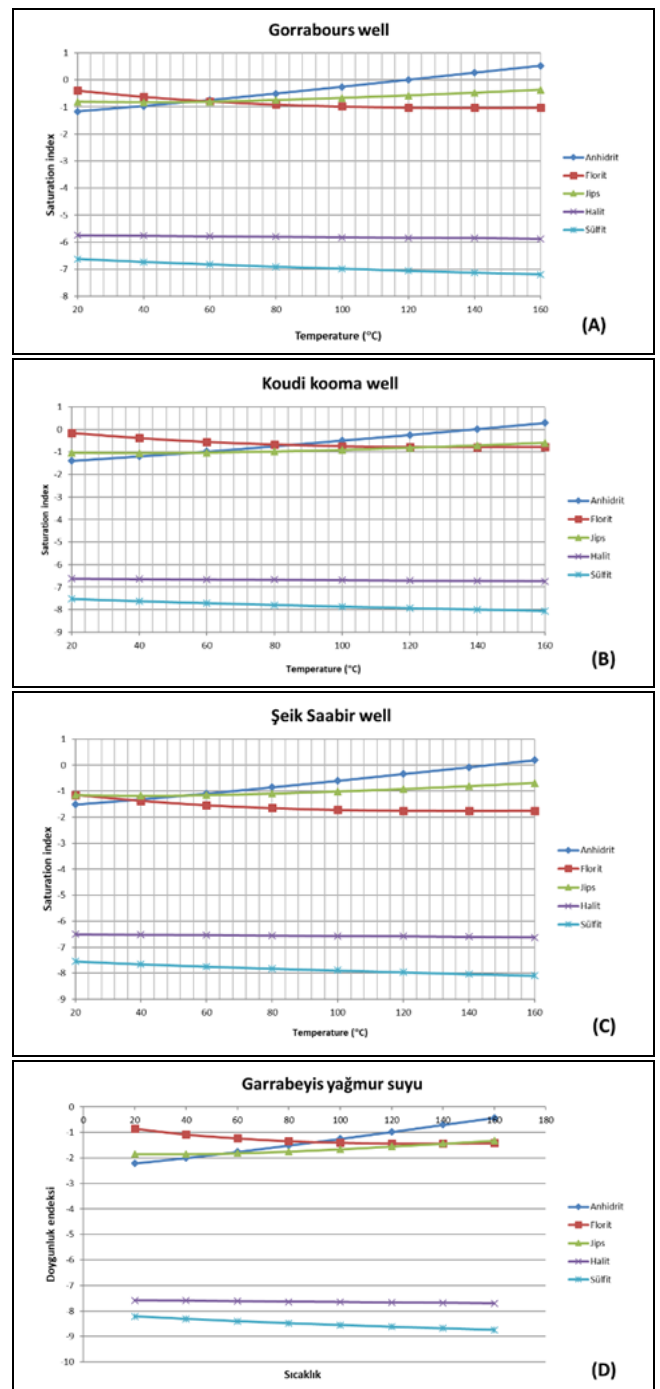 Gorrabours well
1
0
-1
-2
-3
-4
-5
-6
-7
-8
Saturation index
20 40 60 80 100 120 140 160
Temperature (°C)
Anhidrit
Florit
Jips
Halit
Sülfit
(A)
Koudi kooma well
1
0
-1
-2
-3
-4
-5
-6
-7
-8
-9
Saturation index
20 40 60 80 100 120 140 160
Temperature (°C)
Anhidrit
Florit
Jips
Halit
Sülfit
(B)
Şeik Saabir well
1
0
-1
-2
-3
-4
-5
-6
-7
-8
-9
Saturation index
20 40 60 80 100 120 140 160
Temperature (°C)
Anhidrit
Florit
Jips
Halit
Sülfit
(C)
Garrabeyis yağmur suyu
0 20 40 60 80 100 120 140 160 180
0
-1
-2
-3
-4
-5
-6
-7
-8
-9
-10
Doygunluk endeksi
Sıcaklık
Anhidrit
Florit
Jips
Halit
Sülfit
(D)